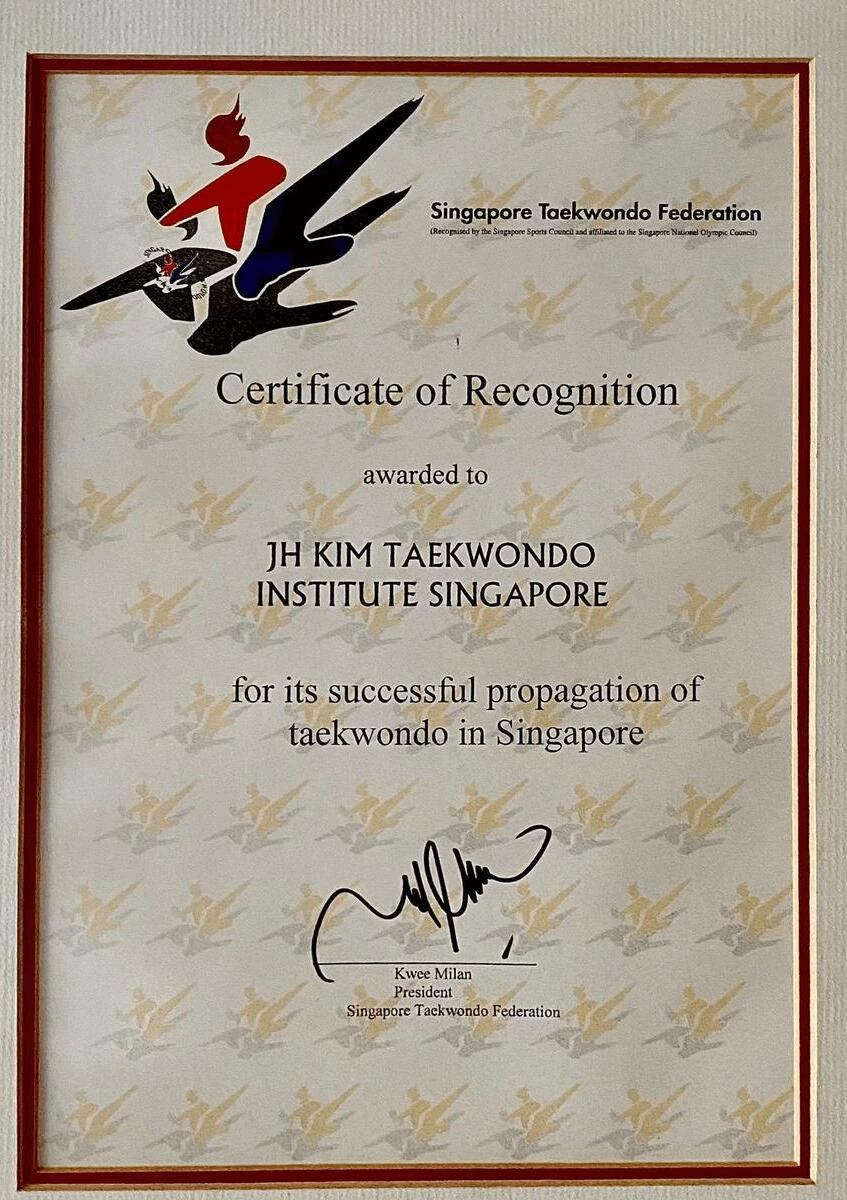 Singapore Taekwondo Federation
(Recognised by the Singapore Sports Council and affiliated to the Singapore National Olympic Council)
Certificate of Recognition
awarded to
JH KIM TAEKWONDO
INSTITUTE SINGAPORE
for its successful propagation of
taekwondo in Singapore
Kwee Milan
President
Singapore Taekwondo Federation